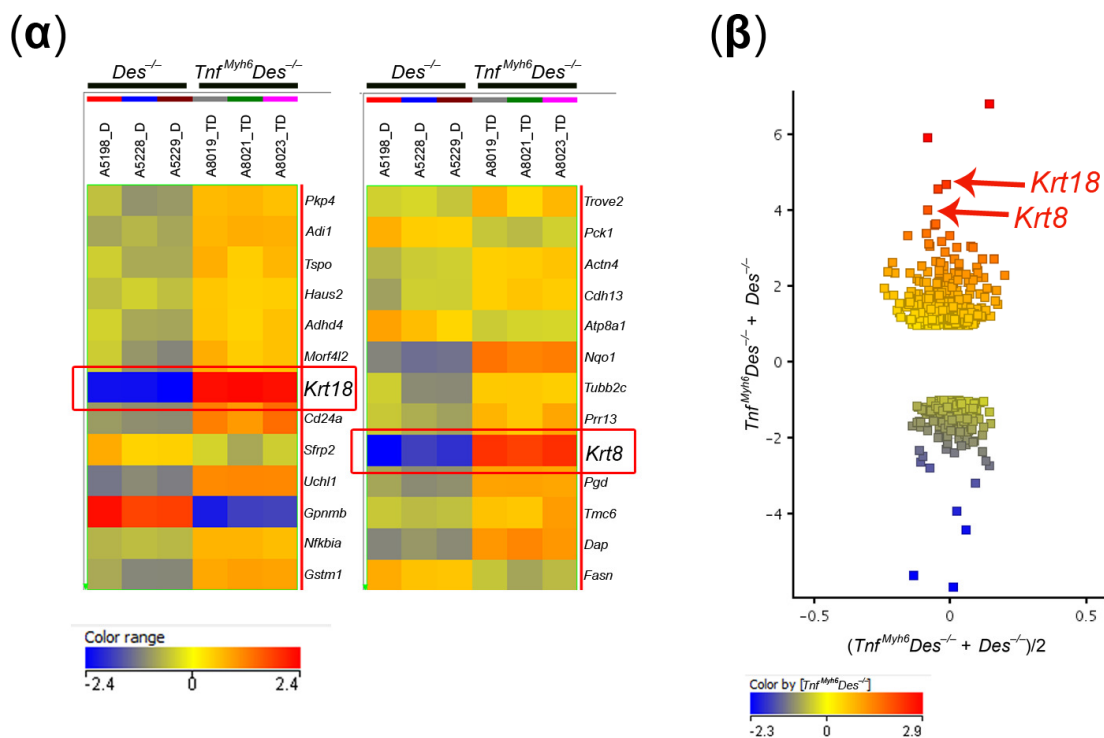 (α)
Des−/− TnfMyh6Des−/− Des−/− TnfMyh6Des−/−
A5198_D A5228_D A5229_D A8019_TD A8021_TD A8023_TD
A5198_D A5228_D A5229_D A8019_TD A8021_TD A8023_TD
Pkp4
Adi1
Tspo
Haus2
Adhd4
Morf4l2
Krt18
Cd24a
Sfrp2
Uchl1
Gpnmb
Nfkbia
Gstm1
Trove2
Pck1
Actn4
Cdh13
Atp8a1
Nqo1
Tubb2c
Prr13
Krt8
Pgd
Tmc6
Dap
Fasn
Color range
-2.4 0 2.4
(β)
TnfMyh6Des−/− + Des−/−
6
4
2
0
−2
−4
Krt18
Krt8
−0.5 0 0.5
(TnfMyh6Des−/− + Des−/−)/2
Color by [TnfMyh6Des−/−]
-2.3 0 2.9